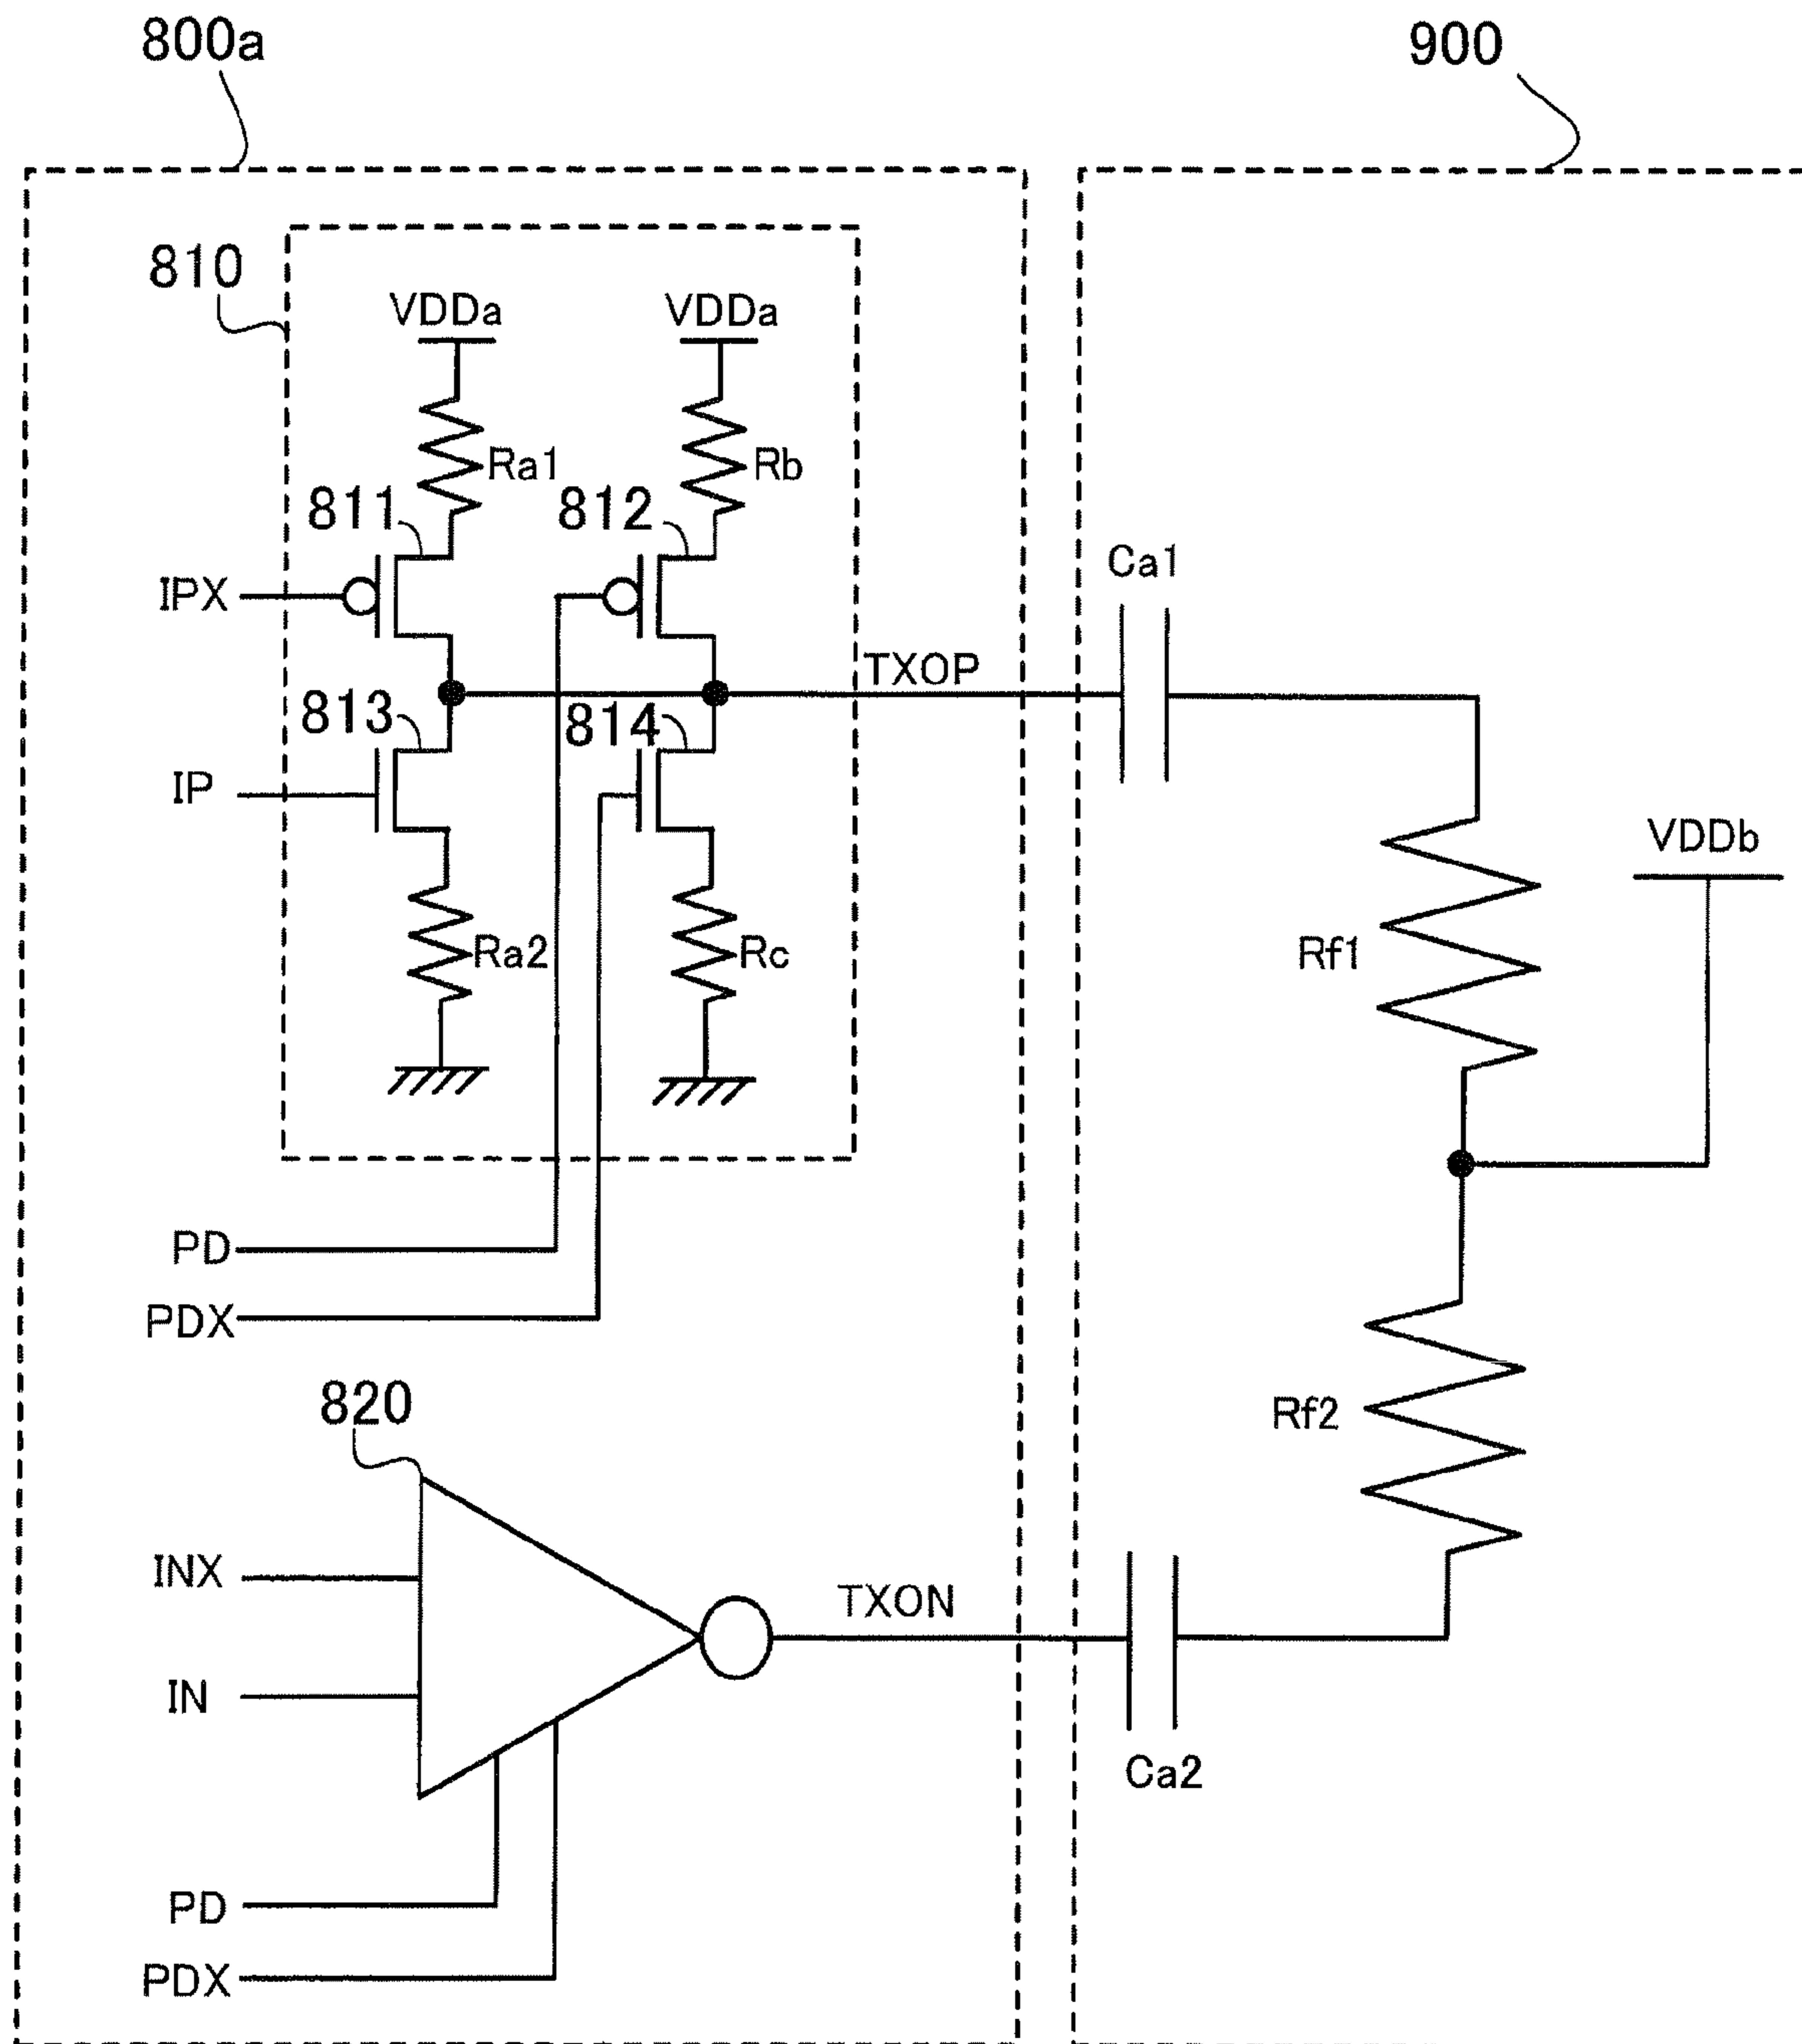 800a
900
810
VDDa
VDDa
Ra1
Rb
811
812
Ca1
IPX
TXOP
813
814
IP
VDDb
Ra2
Rc
Rf1
PD
PDX
820
Rf2
INX
TXON
IN
Ca2
PD
PDX